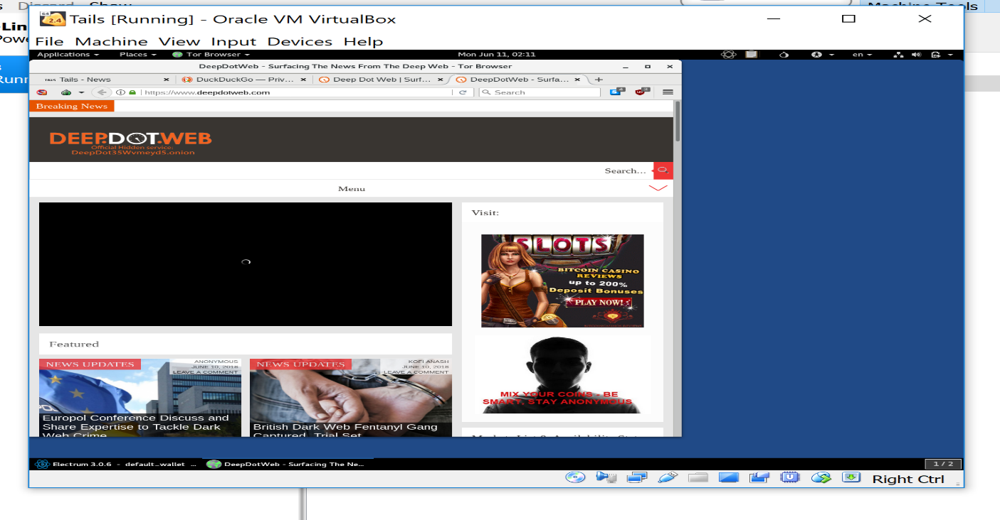 Discard Show
Machine Tools
Tails [Running] - Oracle VM VirtualBox
64
2.4
File Machine View Input Devices Help
Applications Places Tor Browser Mon Jun 11, 02:11 en
DeepDotWeb - Surfacing The News From The Deep Web - Tor Browser
Tails - News DuckDuckGo — Priv... Deep Dot Web | Surf... DeepDotWeb - Surfa...
https://www.deepdotweb.com Search
Breaking News
DEEP.DOT.WEB
Official Hidden service:
DeepDot35Wvmeyd5.onion
Search...
Menu
Visit:
SLOTS
BITCOIN CASINO
REVIEWS
up to 200%
Deposit Bonuses
PLAY NOW!
MIX YOUR COINS - BE
SMART, STAY ANONYMOUS
Featured
NEWS UPDATES
ANONYMOUS
JUNE 10, 2018
LEAVE A COMMENT
Europol Conference Discuss and
Share Expertise to Tackle Dark
Web Crime
NEWS UPDATES
KOFI ANASH
JUNE 10, 2018
LEAVE A COMMENT
British Dark Web Fentanyl Gang
Captured, Trial Set
Electrum 3.0.6 - default_wallet ... DeepDotWeb - Surfacing The Ne... 1 / 2
Right Ctrl